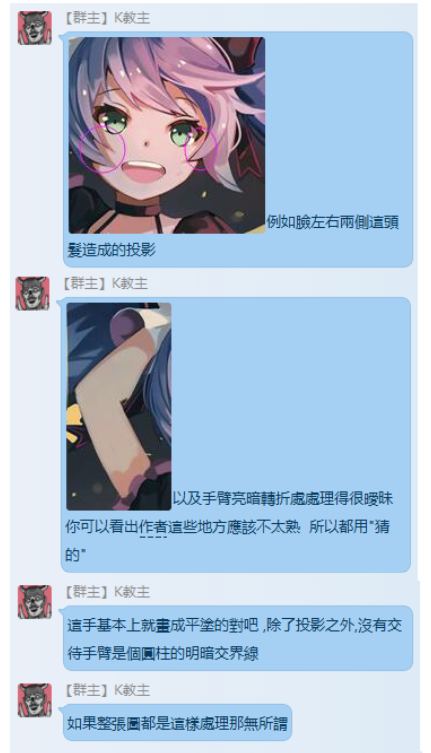 【群主】K教主
例如臉左右兩側這頭
髮造成的投影
【群主】K教主
以及手臂亮暗轉折處處理得很曖昧
你可以看出作者這些地方應該不太熟 所以都用"猜
的"
【群主】K教主
這手基本上就畫成平塗的對吧,除了投影之外,沒有交
待手臂是個圓柱的明暗交界線
【群主】K教主
如果整張圖都是這樣處理那無所謂